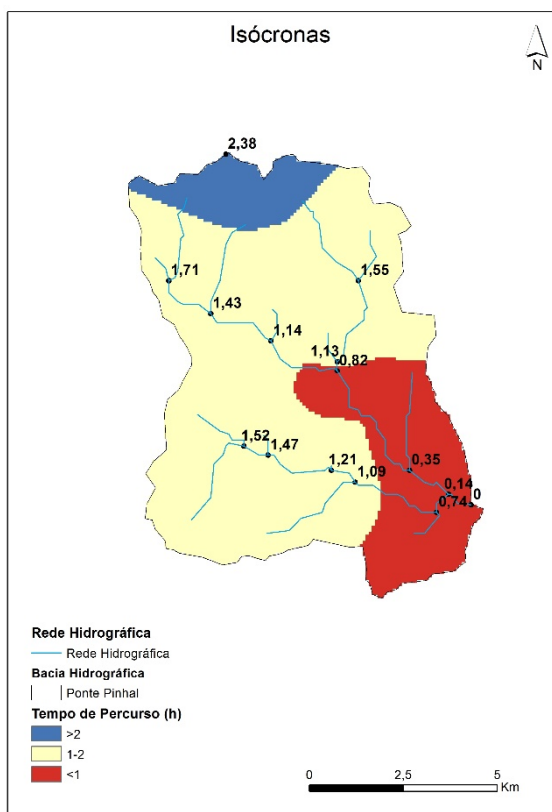 Isócronas
N
2,38
1,71
1,55
1,43
1,14
1,13
0,82
1,52
1,47
1,21
1,09
0,35
0,14
0
0,74
Rede Hidrográfica
Rede Hidrográfica
Bacia Hidrográfica
Ponte Pinhal
Tempo de Percurso (h)
>2
1-2
<1
0 2,5 5
Km